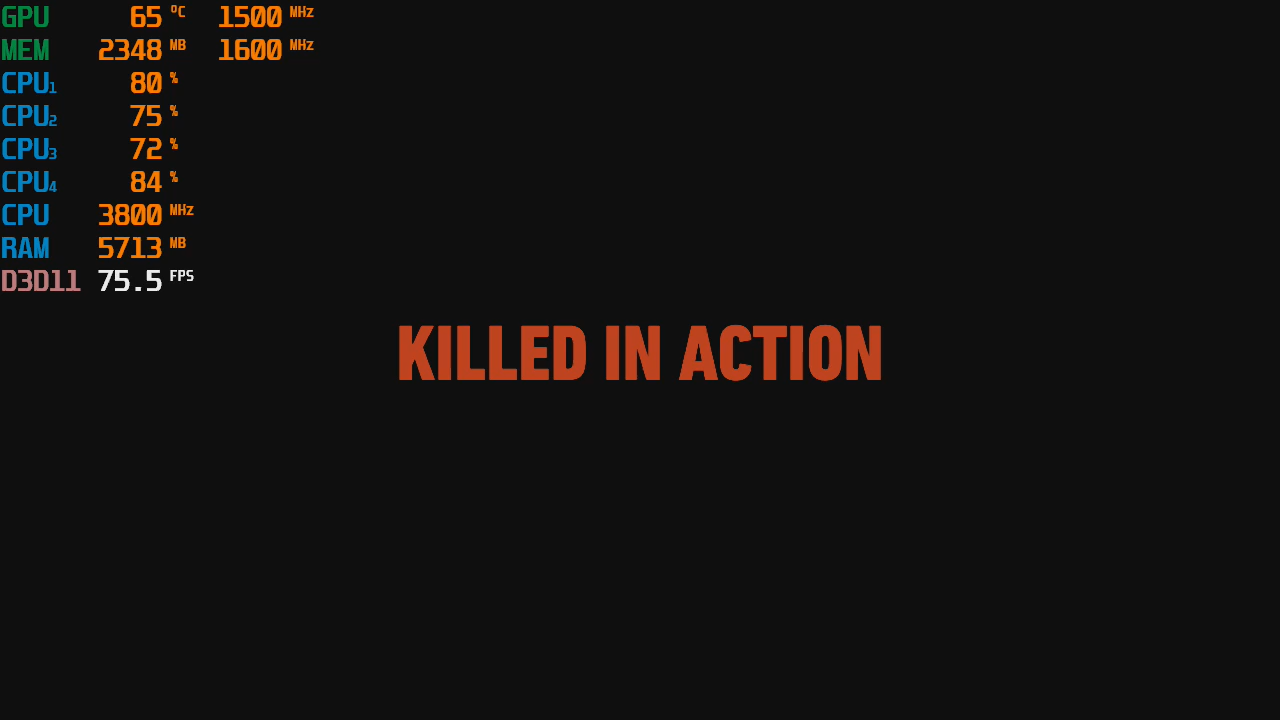 GPU 65 °C 1500 MHz
MEM 2348 MB 1600 MHz
CPU1 80 %
CPU2 75 %
CPU3 72 %
CPU4 84 %
CPU 3800 MHz
RAM 5713 MB
D3D11 75.5 FPS
KILLED IN ACTION